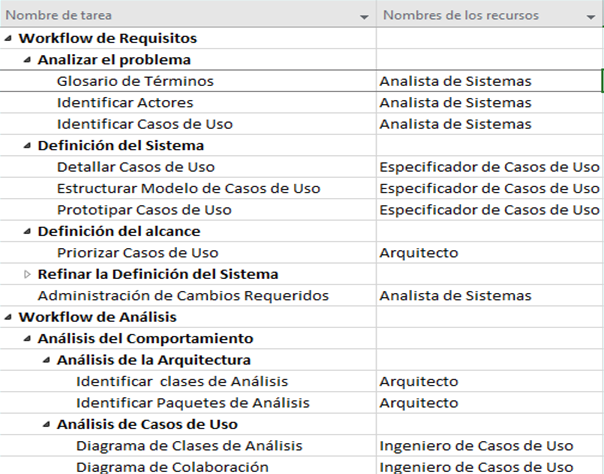 Nombre de tarea Nombres de los recursos
Workflow de Requisitos
Analizar el problema
Glosario de Términos Analista de Sistemas
Identificar Actores Analista de Sistemas
Identificar Casos de Uso Analista de Sistemas
Definición del Sistema
Detallar Casos de Uso Especificador de Casos de Uso
Estructurar Modelo de Casos de Uso Especificador de Casos de Uso
Prototipar Casos de Uso Especificador de Casos de Uso
Definición del alcance
Priorizar Casos de Uso Arquitecto
Refinar la Definición del Sistema
Administración de Cambios Requeridos Analista de Sistemas
Workflow de Análisis
Análisis del Comportamiento
Análisis de la Arquitectura
Identificar clases de Análisis Arquitecto
Identificar Paquetes de Análisis Arquitecto
Análisis de Casos de Uso
Diagrama de Clases de Análisis Ingeniero de Casos de Uso
Diagrama de Colaboración Ingeniero de Casos de Uso